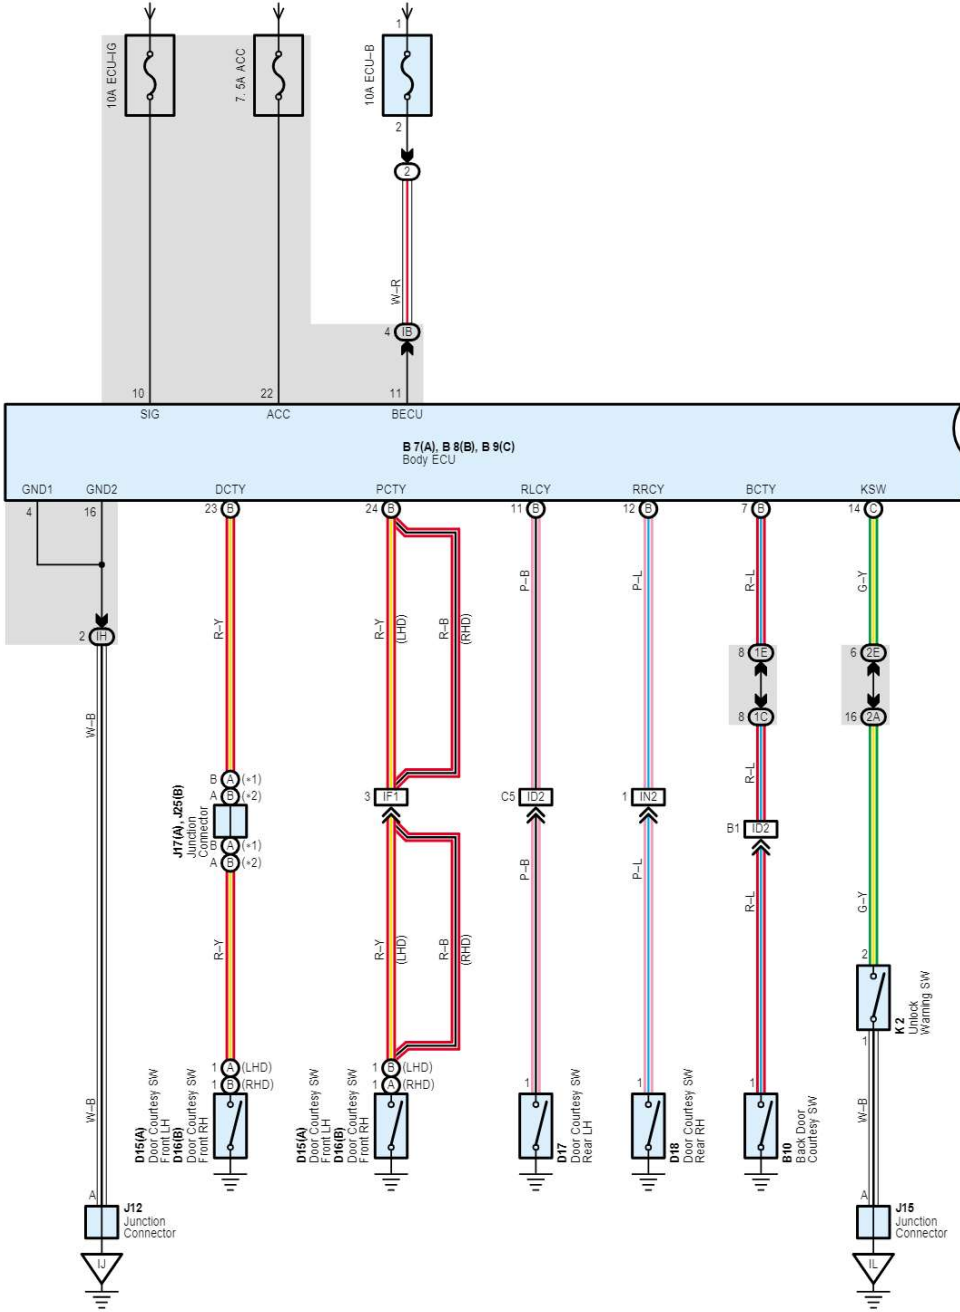 10A ECU–IG
7. 5A ACC
10A ECU–B
1
2
2
W–R
4 IB
10
22
11
SIG
ACC
BECU
B 7(A), B 8(B), B 9(C)
Body ECU
GND1
GND2
DCTY
PCTY
RLCY
RRCY
BCTY
KSW
4
16
23 B
24 B
11 B
12 B
7 B
14 C
P–B
P–L
R–L
G–Y
R–Y
R–Y
(LHD)
R–B
(RHD)
2 IH
8 1E
6 2E
W–B
8 1C
16 2A
B A (*1)
A B (*2)
J17(A), J25(B)
Junction
Connector
B A (*1)
A B (*2)
3 IF1
C5 ID2
1 IN2
R–L
B1 ID2
P–B
P–L
R–L
G–Y
R–Y
R–Y
(LHD)
R–B
(RHD)
2
K 2
Unlock
Warning SW
1
1 A (LHD)
1 B (RHD)
1 B (LHD)
1 A (RHD)
1
1
1
D15(A)
Door Courtesy SW
Front LH
D16(B)
Door Courtesy SW
Front RH
D15(A)
Door Courtesy SW
Front LH
D16(B)
Door Courtesy SW
Front RH
D17
Door Courtesy SW
Rear LH
D18
Door Courtesy SW
Rear RH
B10
Back Door
Courtesy SW
W–B
W–B
A
J12
Junction
Connector
A
J15
Junction
Connector
IJ
IL